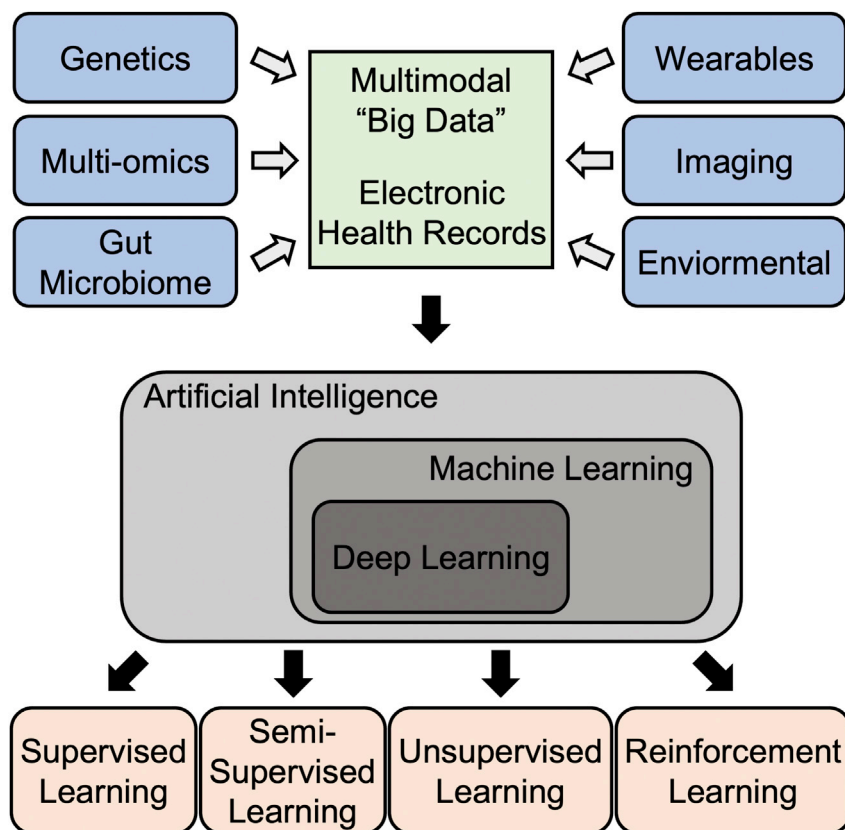 Genetics
Multi-omics
Gut
Microbiome
Multimodal
“Big Data”
Electronic
Health Records
Wearables
Imaging
Enviormental
Artificial Intelligence
Machine Learning
Deep Learning
Supervised
Learning
Semi-
Supervised
Learning
Unsupervised
Learning
Reinforcement
Learning